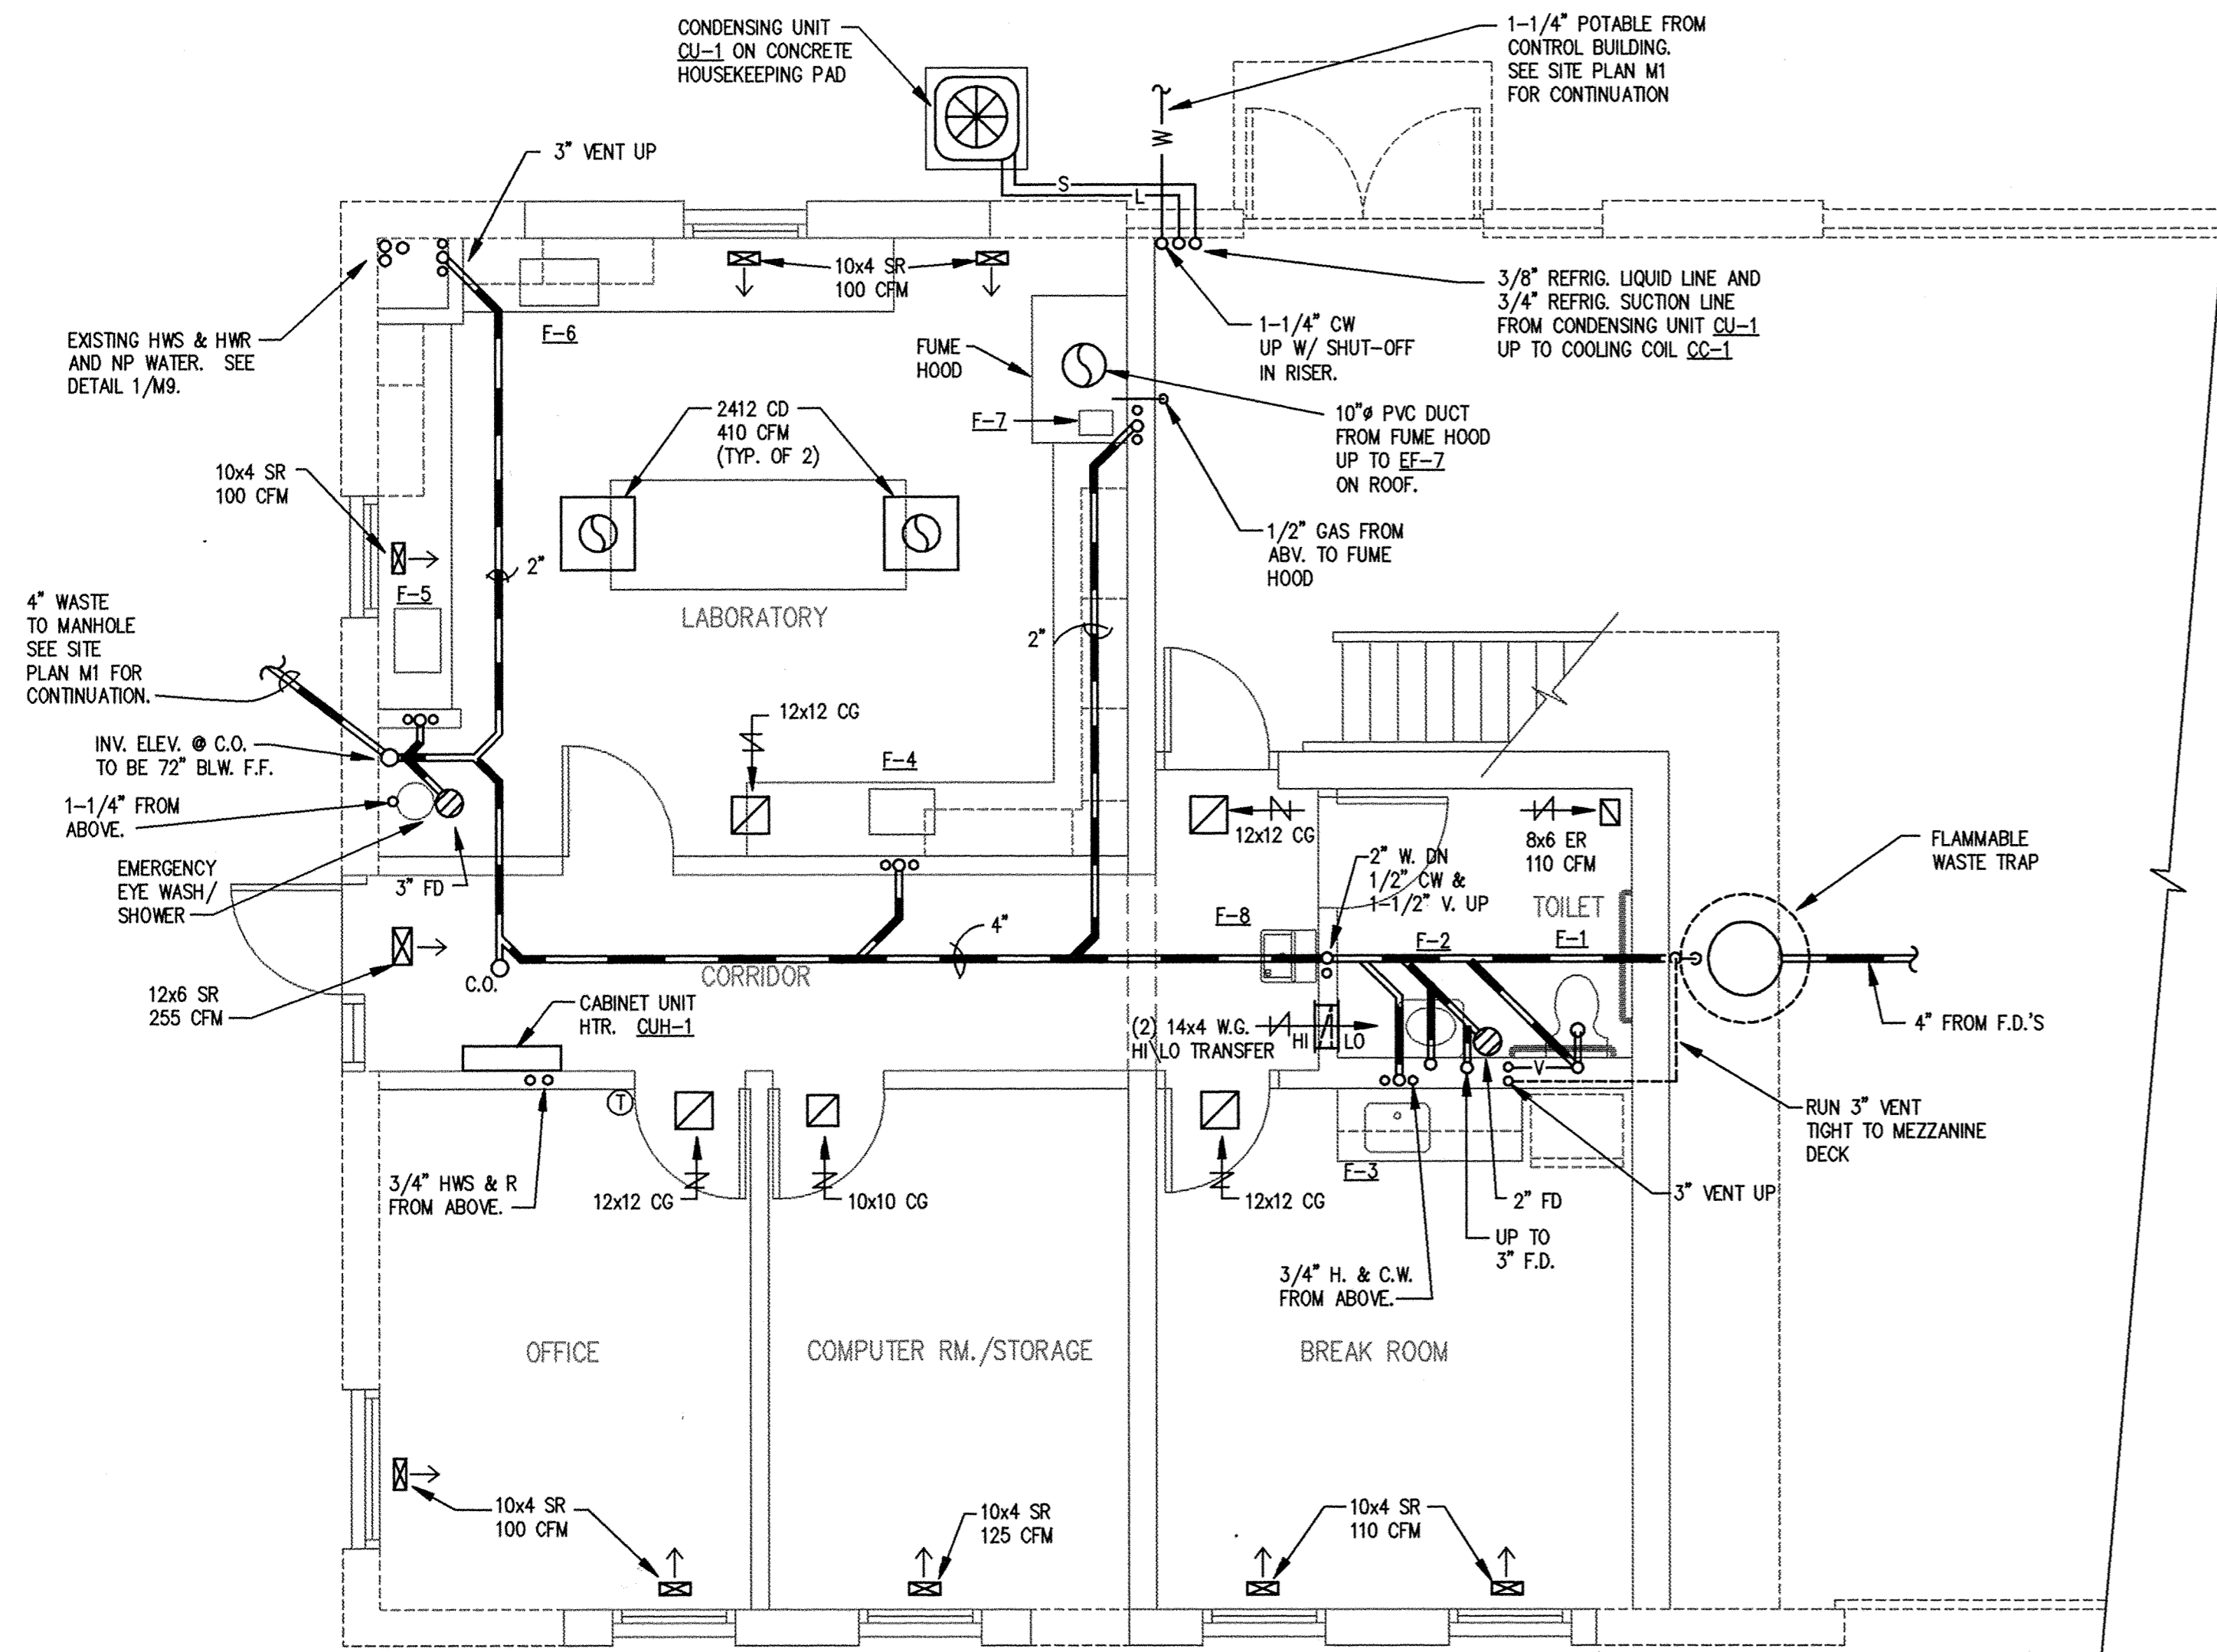 CONDENSING UNIT
CU-1 ON CONCRETE
HOUSEKEEPING PAD
1-1/4" POTABLE FROM
CONTROL BUILDING.
SEE SITE PLAN M1
FOR CONTINUATION
W
3" VENT UP
S
L
EXISTING HWS & HWR
AND NP WATER. SEE
DETAIL 1/M9.
F-6
10x4 SR
100 CFM
FUME
HOOD
1-1/4" CW
UP W/ SHUT-OFF
IN RISER.
3/8" REFRIG. LIQUID LINE AND
3/4" REFRIG. SUCTION LINE
FROM CONDENSING UNIT CU-1
UP TO COOLING COIL CC-1
2412 CD
410 CFM
(TYP. OF 2)
F-7
10"ø PVC DUCT
FROM FUME HOOD
UP TO EF-7
ON ROOF.
10x4 SR
100 CFM
1/2" GAS FROM
ABV. TO FUME
HOOD
2"
F-5
4" WASTE
TO MANHOLE
SEE SITE
PLAN M1 FOR
CONTINUATION.
LABORATORY
2"
12x12 CG
INV. ELEV. @ C.O.
TO BE 72" BLW. F.F.
F-4
1-1/4" FROM
ABOVE.
12x12 CG
8x6 ER
110 CFM
FLAMMABLE
WASTE TRAP
EMERGENCY
EYE WASH/
SHOWER
3" FD
2" W. DN
1/2" CW &
1-1/2" V. UP
TOILET
F-8
F-2
F-1
4"
C.O.
CORRIDOR
12x6 SR
255 CFM
CABINET UNIT
HTR. CUH-1
(2) 14x4 W.G.
HI\LO TRANSFER
HI
LO
4" FROM F.D.'S
V
T
RUN 3" VENT
TIGHT TO MEZZANINE
DECK
3/4" HWS & R
FROM ABOVE.
12x12 CG
10x10 CG
12x12 CG
F-3
2" FD
3" VENT UP
UP TO
3" F.D.
3/4" H. & C.W.
FROM ABOVE.
OFFICE
COMPUTER RM./STORAGE
BREAK ROOM
10x4 SR
100 CFM
10x4 SR
125 CFM
10x4 SR
110 CFM